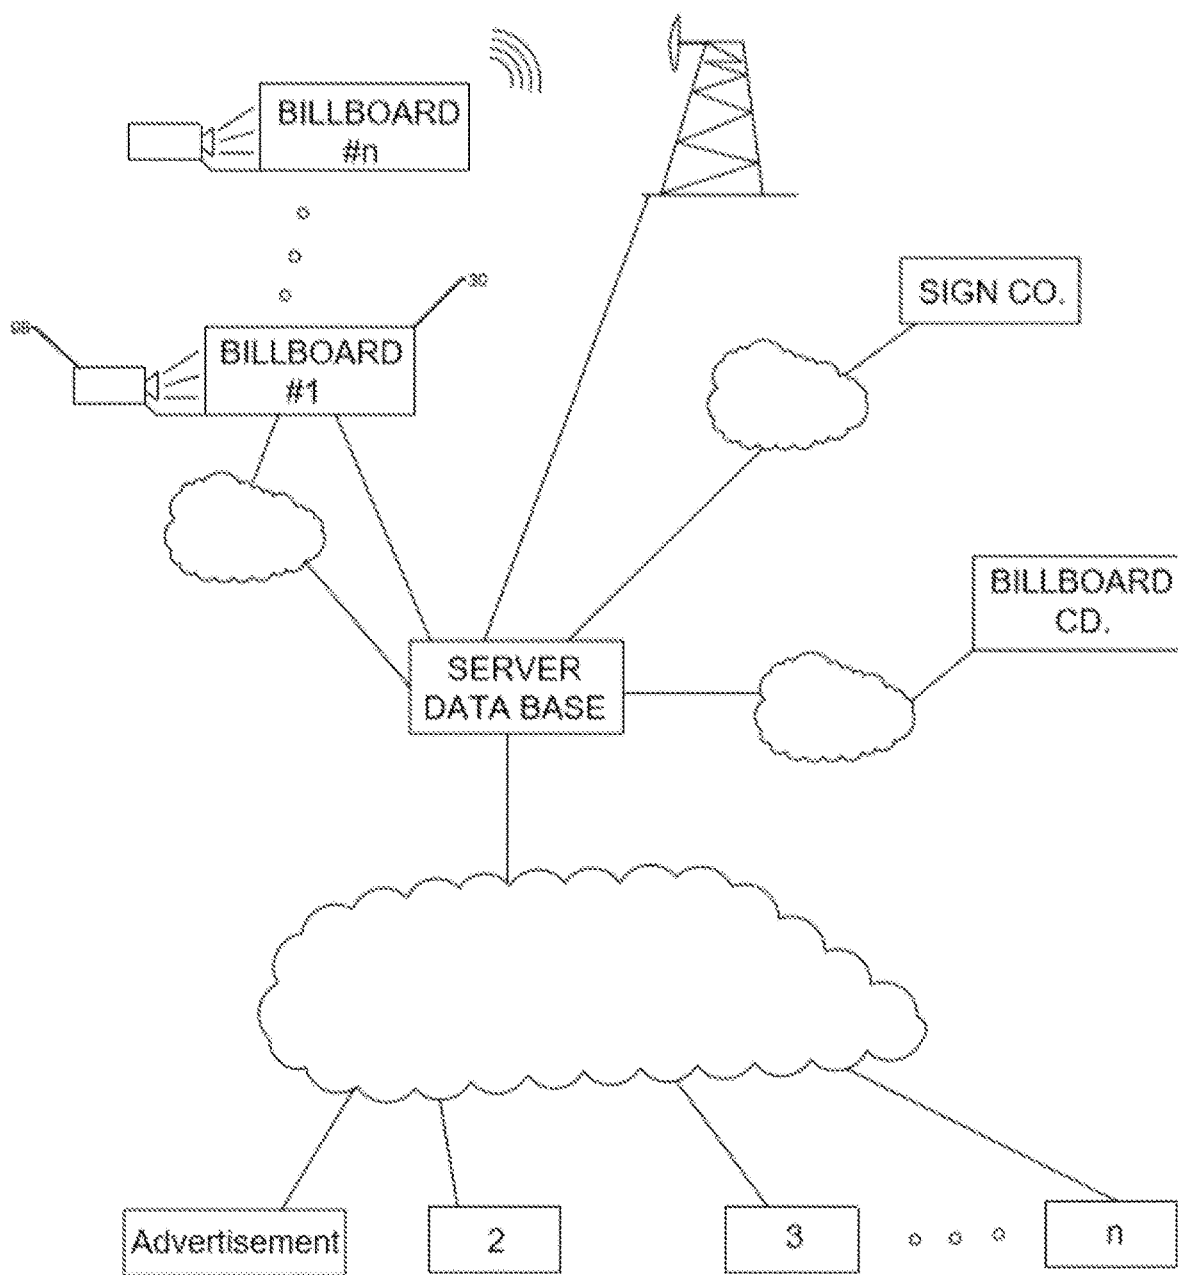 BILLBOARD
#n
SIGN CO.
BILLBOARD
#1
BILLBOARD
CD.
SERVER
DATA BASE
Advertisement
2
3
n